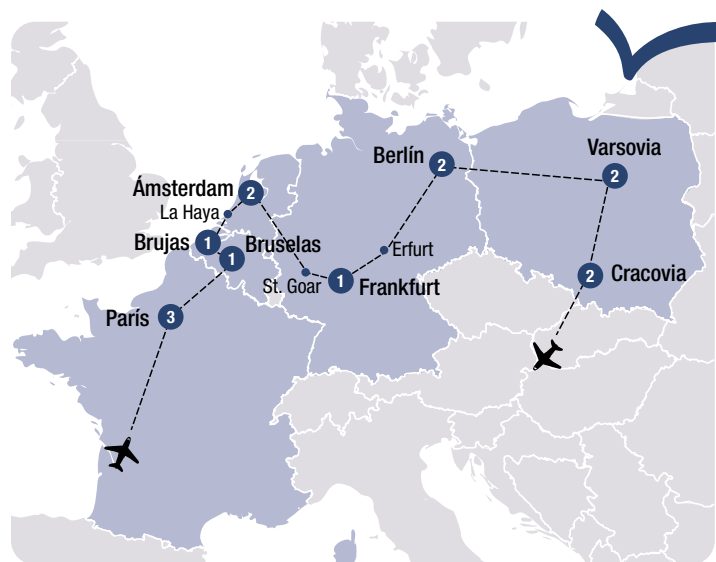 Berlín
2
Varsovia
2
Ámsterdam
2
La Haya
Brujas
1
Bruselas
1
Erfurt
St. Goar
1
Frankfurt
2
Cracovia
París
3